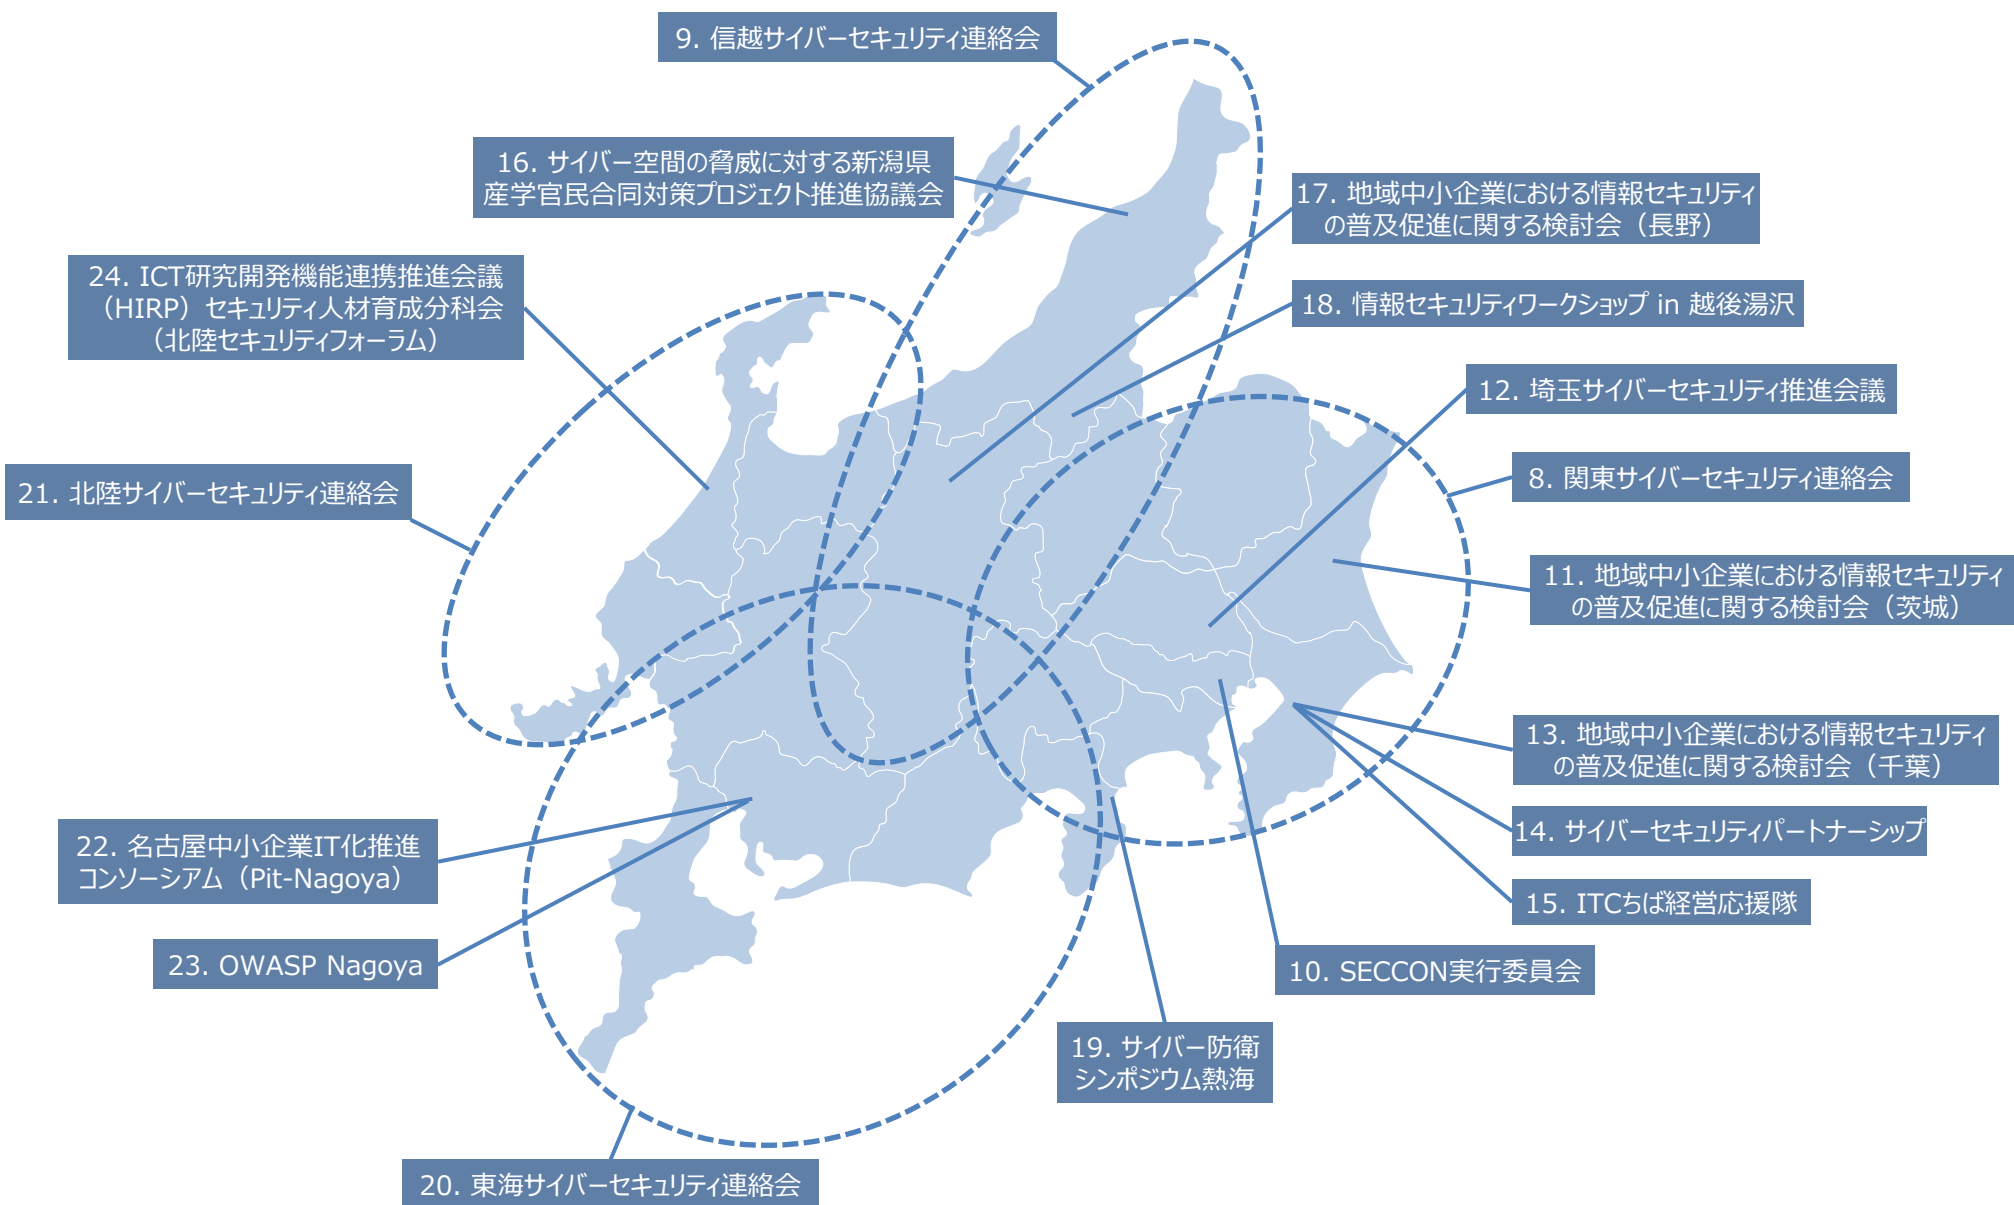 9. 信越サイバーセキュリティ連絡会
16. サイバー空間の脅威に対する新潟県
産学官民合同対策プロジェクト推進協議会
17. 地域中小企業における情報セキュリティ
の普及促進に関する検討会（長野）
24. ICT研究開発機能連携推進会議
（HIRP）セキュリティ人材育成分科会
（北陸セキュリティフォーラム）
18. 情報セキュリティワークショップ in 越後湯沢
12. 埼玉サイバーセキュリティ推進会議
21. 北陸サイバーセキュリティ連絡会
8. 関東サイバーセキュリティ連絡会
11. 地域中小企業における情報セキュリティ
の普及促進に関する検討会（茨城）
13. 地域中小企業における情報セキュリティ
の普及促進に関する検討会（千葉）
14. サイバーセキュリティパートナーシップ
22. 名古屋中小企業IT化推進
コンソーシアム（Pit-Nagoya）
15. ITCちば経営応援隊
23. OWASP Nagoya
10. SECCON実行委員会
19. サイバー防衛
シンポジウム熱海
20. 東海サイバーセキュリティ連絡会